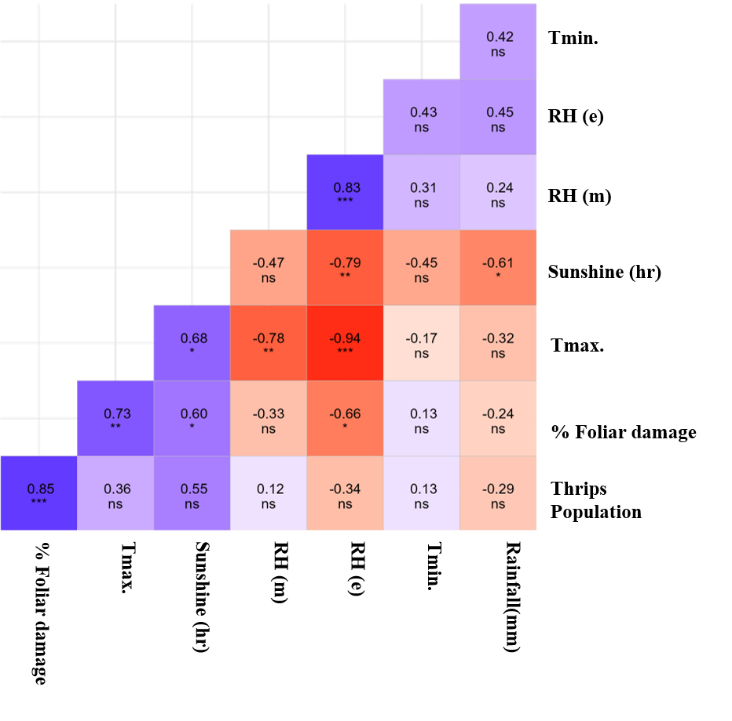 0.42
ns
Tmin.
0.43 0.45
ns ns
RH (e)
0.83 0.31 0.24
*** ns ns
RH (m)
-0.47 -0.79 -0.45 -0.61
ns ** ns *
Sunshine (hr)
0.68 -0.78 -0.94 -0.17 -0.32
* ** *** ns ns
Tmax.
0.73 0.60 -0.33 -0.66 0.13 -0.24
** * ns * ns ns
% Foliar damage
0.85 0.36 0.55 0.12 -0.34 0.13 -0.29
*** ns ns ns ns ns ns
Thrips
Population
% Foliar damage
Tmax.
Sunshine (hr)
RH (m)
RH (e)
Tmin.
Rainfall(mm)